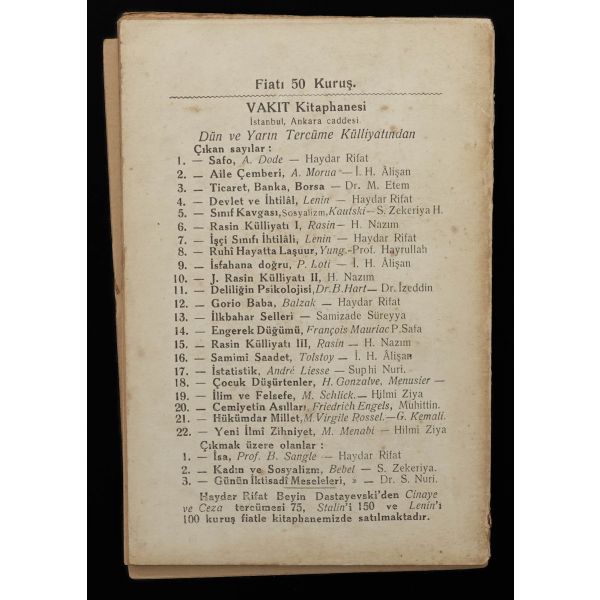 Fiatı 50 Kuruş.
VAKIT Kitaphanesi
İstanbul, Ankara caddesi.
Dün ve Yarın Tercüme Külliyatından
Çıkan sayılar :
1. — Safo, A. Dode — Haydar Rifat
2. — Aile Çemberi, A. Morua — İ. H. Âlişan
3. — Ticaret, Banka, Borsa — Dr. M. Etem
4. — Devlet ve İhtilâl, Lenin — Haydar Rifat
5. — Sınıf Kavgası, Sosyalizm, Kautski — S. Zekeriya H.
6. — Rasin Külliyatı I, Rasin — H. Nazım
7. — İşçi Sınıfı İhtilâli, Lenin — Haydar Rifat
8. — Ruhî Hayatta Laşuur, Yung. - Prof. Hayrullah
9. — İsfahana doğru, P. Loti — İ. H. Âlişan
10. — J. Rasin Külliyatı II, H. Nazım
11. — Deliliğin Psikolojisi, Dr. B. Hart — Dr. İzeddin
12. — Gorio Baba, Balzak — Haydar Rifat
13. — İlkbahar Selleri — Samizade Süreyya
14. — Engerek Düğümü, François Mauriac P. Safa
15. — Rasin Külliyatı III, Rasin — H. Nazım
16. — Samimî Saadet, Tolstoy — İ. H. Âlişan
17. — İstatistik, André Liesse — Suphi Nuri.
18. — Çocuk Düşürtenler, H. Gonzalve, Menusier —
19. — İlim ve Felsefe, M. Schlick. — Hilmi Ziya
20. — Cemiyetin Asılları, Friedrich Engels, Muhittin.
21. — Hükümdar Millet, M. Virgile Rossel. — G. Kemali.
22. — Yeni İlmî Zihniyet, M. Menabi — Hilmi Ziya
Çıkmak üzere olanlar :
1. — İsa, Prof. B. Sangle — Haydar Rifat
2. — Kadın ve Sosyalizm, Bebel — S. Zekeriya.
3. — Günün İktisadî Meseleleri, » — Dr. S. Nuri.
Haydar Rifat Beyin Dastayevski'den Cinaye
ve Ceza tercümesi 75, Stalin'i 150 ve Lenin'i
100 kuruş fiatle kitaphanemizde satılmaktadır.